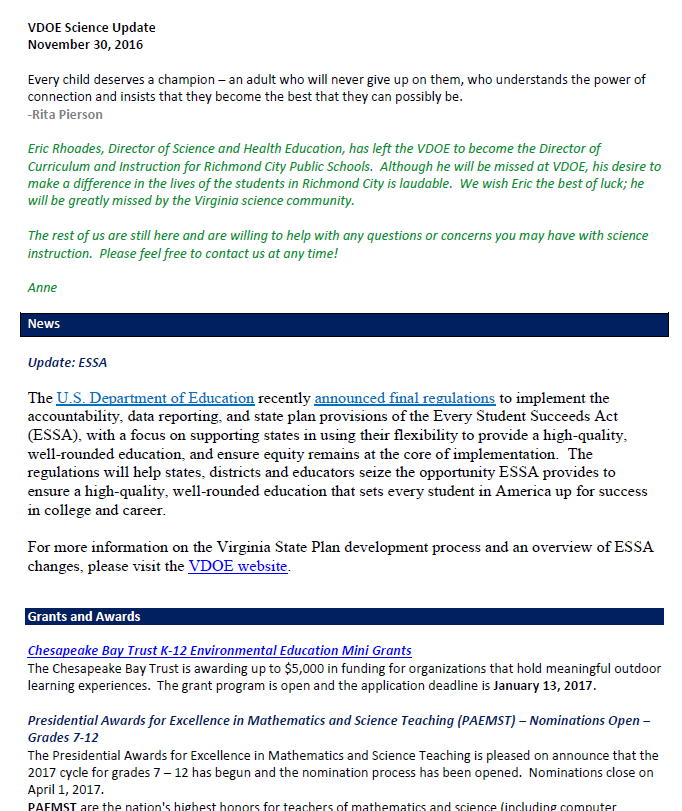 VDOE Science Update
November 30, 2016
Every child deserves a champion – an adult who will never give up on them, who understands the power of
connection and insists that they become the best that they can possibly be.
-Rita Pierson
Eric Rhoades, Director of Science and Health Education, has left the VDOE to become the Director of
Curriculum and Instruction for Richmond City Public Schools.  Although he will be missed at VDOE, his desire to
make a difference in the lives of the students in Richmond City is laudable.  We wish Eric the best of luck; he
will be greatly missed by the Virginia science community.
The rest of us are still here and are willing to help with any questions or concerns you may have with science
instruction.  Please feel free to contact us at any time!
Anne
News
Update: ESSA
The U.S. Department of Education recently announced final regulations to implement the
accountability, data reporting, and state plan provisions of the Every Student Succeeds Act
(ESSA), with a focus on supporting states in using their flexibility to provide a high-quality,
well-rounded education, and ensure equity remains at the core of implementation.  The
regulations will help states, districts and educators seize the opportunity ESSA provides to
ensure a high-quality, well-rounded education that sets every student in America up for success
in college and career.
For more information on the Virginia State Plan development process and an overview of ESSA
changes, please visit the VDOE website.
Grants and Awards
Chesapeake Bay Trust K-12 Environmental Education Mini Grants
The Chesapeake Bay Trust is awarding up to $5,000 in funding for organizations that hold meaningful outdoor
learning experiences.  The grant program is open and the application deadline is January 13, 2017.
Presidential Awards for Excellence in Mathematics and Science Teaching (PAEMST) – Nominations Open –
Grades 7-12
The Presidential Awards for Excellence in Mathematics and Science Teaching is pleased on announce that the
2017 cycle for grades 7 – 12 has begun and the nomination process has been opened.  Nominations close on
April 1, 2017.
PAEMST are the nation's highest honors for teachers of mathematics and science (including computer